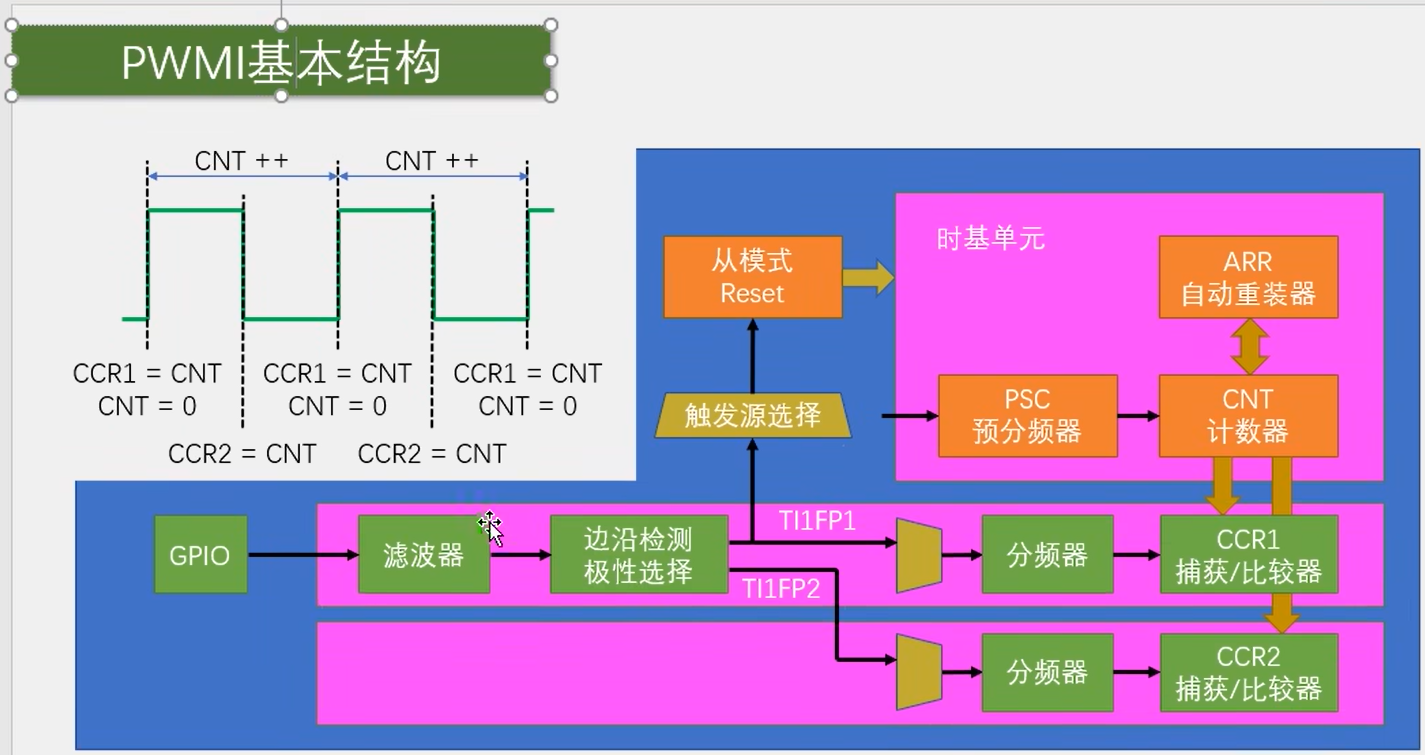 PWMI基本结构
CNT ++
CNT ++
CCR1 = CNT
CNT = 0
CCR1 = CNT
CNT = 0
CCR1 = CNT
CNT = 0
CCR2 = CNT
CCR2 = CNT
从模式
Reset
时基单元
ARR
自动重装器
触发源选择
PSC
预分频器
CNT
计数器
GPIO
滤波器
边沿检测
极性选择
TI1FP1
TI1FP2
分频器
CCR1
捕获/比较器
分频器
CCR2
捕获/比较器